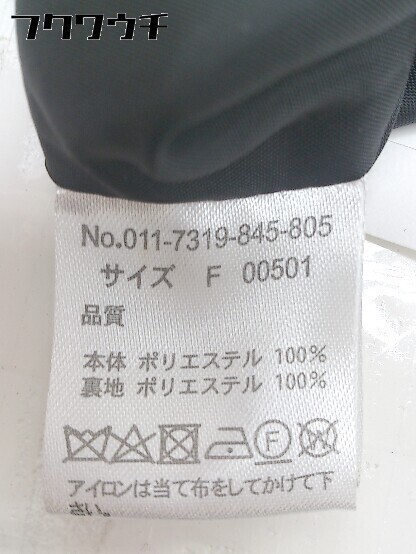 フクワウチ
No.011-7319-845-805
サイズ F 00501
品質
本体 ポリエステル 100%
裏地 ポリエステル 100%
F
アイロンは当て布をしてかけて下
さい。